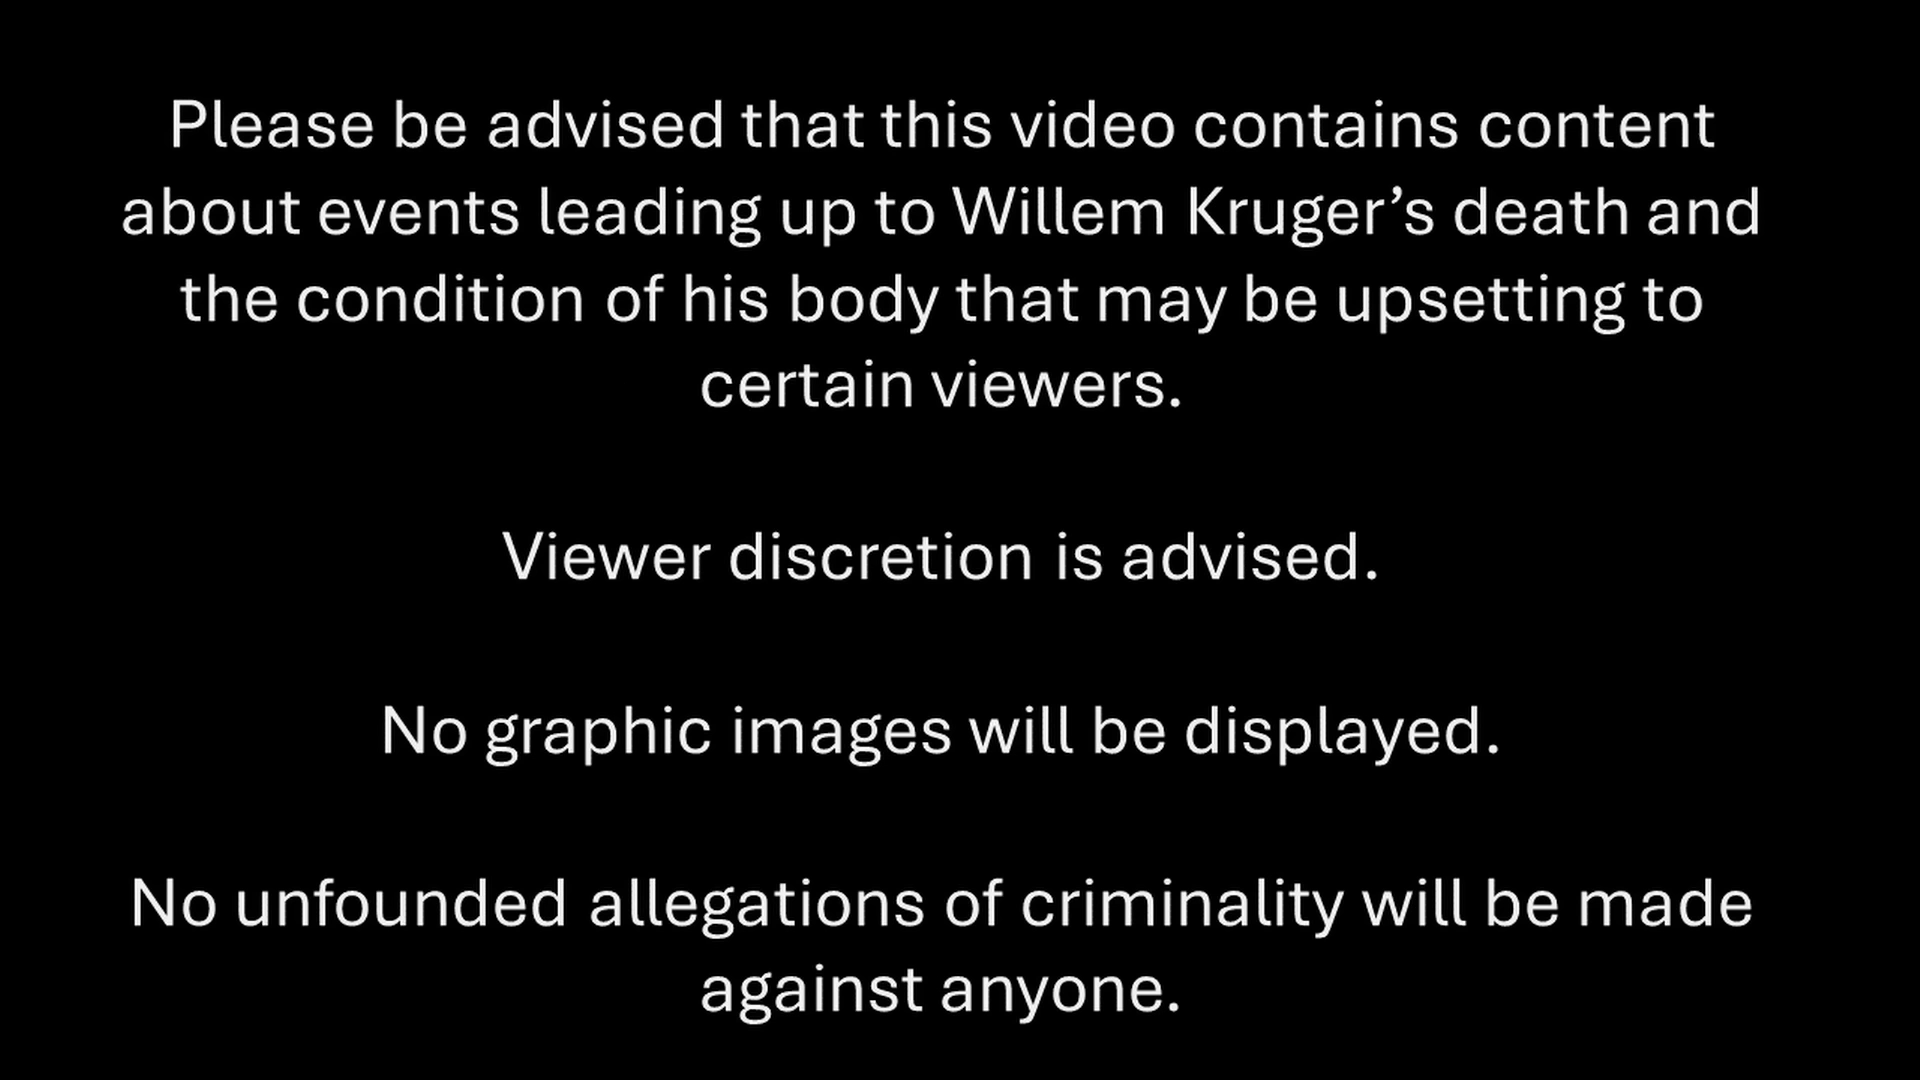 Please be advised that this video contains content
about events leading up to Willem Kruger’s death and
the condition of his body that may be upsetting to
certain viewers.
Viewer discretion is advised.
No graphic images will be displayed.
No unfounded allegations of criminality will be made
against anyone.